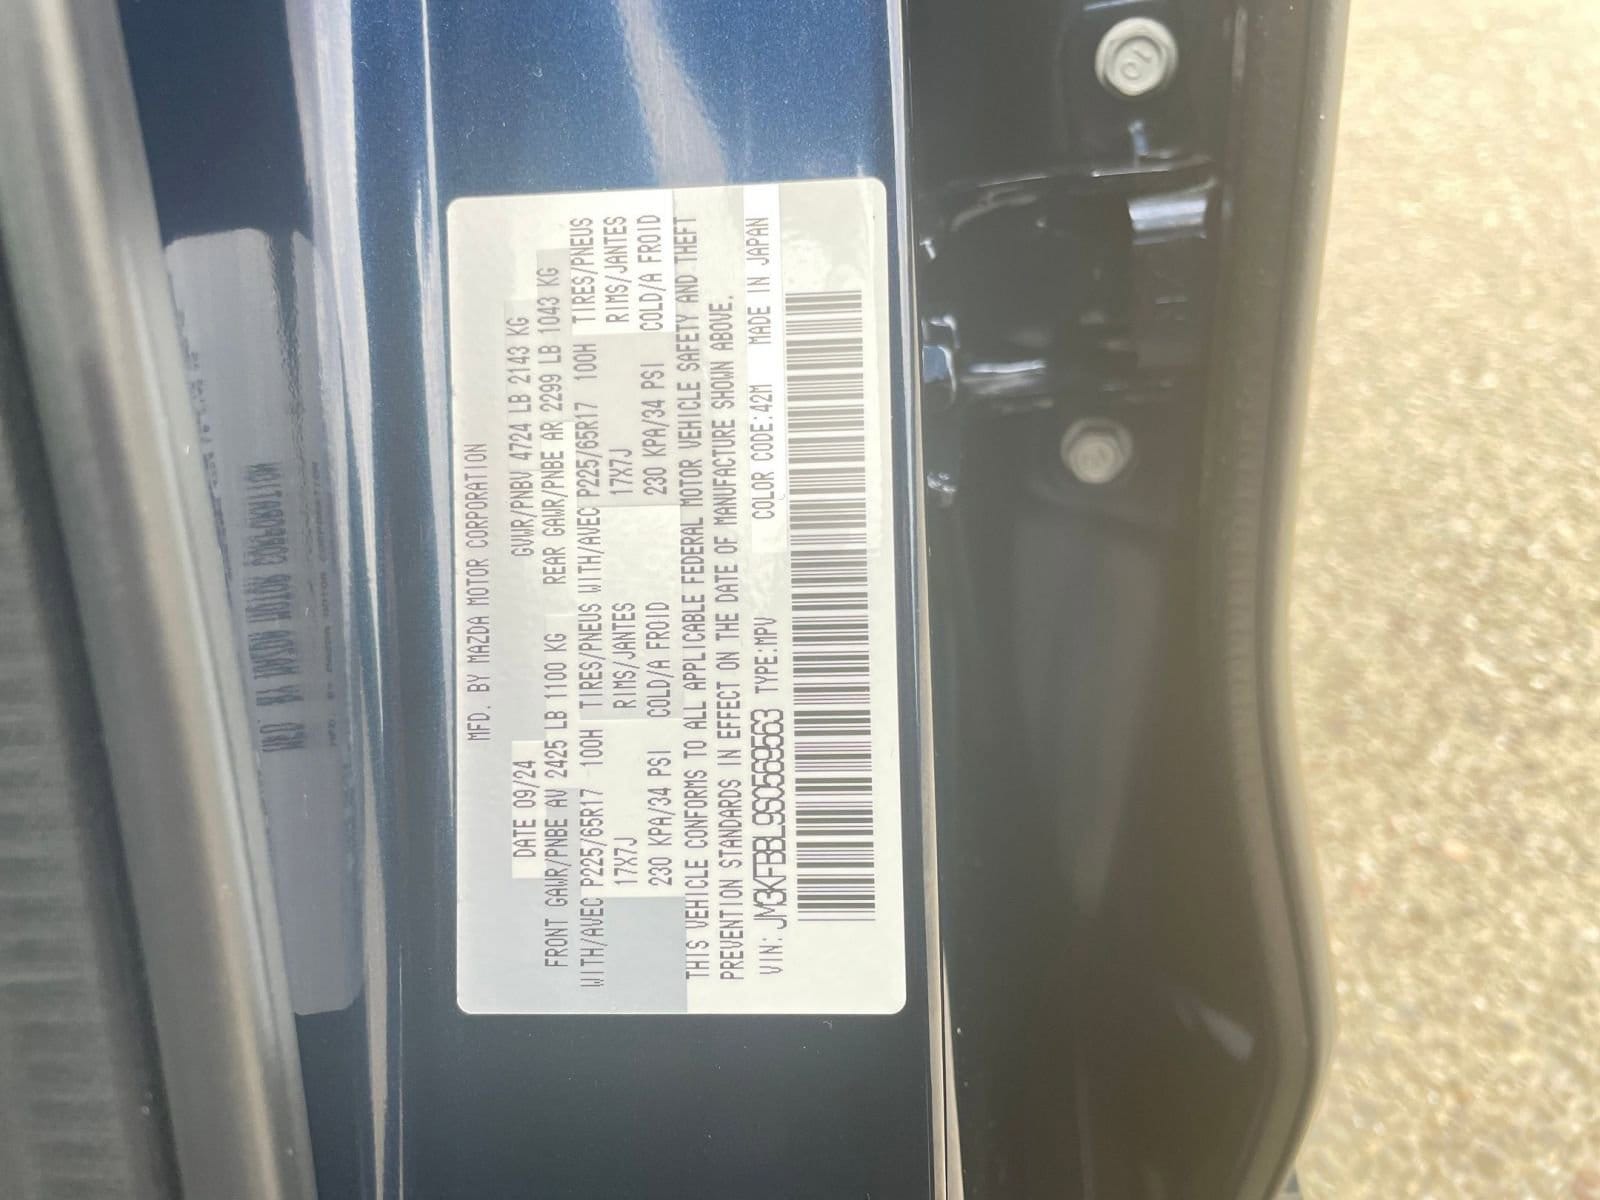 MFD. BY MAZDA MOTOR CORPORATION
DATE 09/24 GVWR/PNBV 4724 LB 2143 KG
FRONT GAWR/PNBE AV 2425 LB 1100 KG REAR GAWR/PNBE AR 2299 LB 1043 KG
WITH/AVEC P225/65R17 100H TIRES/PNEUS WITH/AVEC P225/65R17 100H TIRES/PNEUS
17X7J RIMS/JANTES 17X7J RIMS/JANTES
230 KPA/34 PSI COLD/A FROID 230 KPA/34 PSI COLD/A FROID
THIS VEHICLE CONFORMS TO ALL APPLICABLE FEDERAL MOTOR VEHICLE SAFETY AND THEFT
PREVENTION STANDARDS IN EFFECT ON THE DATE OF MANUFACTURE SHOWN ABOVE.
VIN: JM3KFBBL9S0569563 TYPE:MPV COLOR CODE:42M MADE IN JAPAN
10